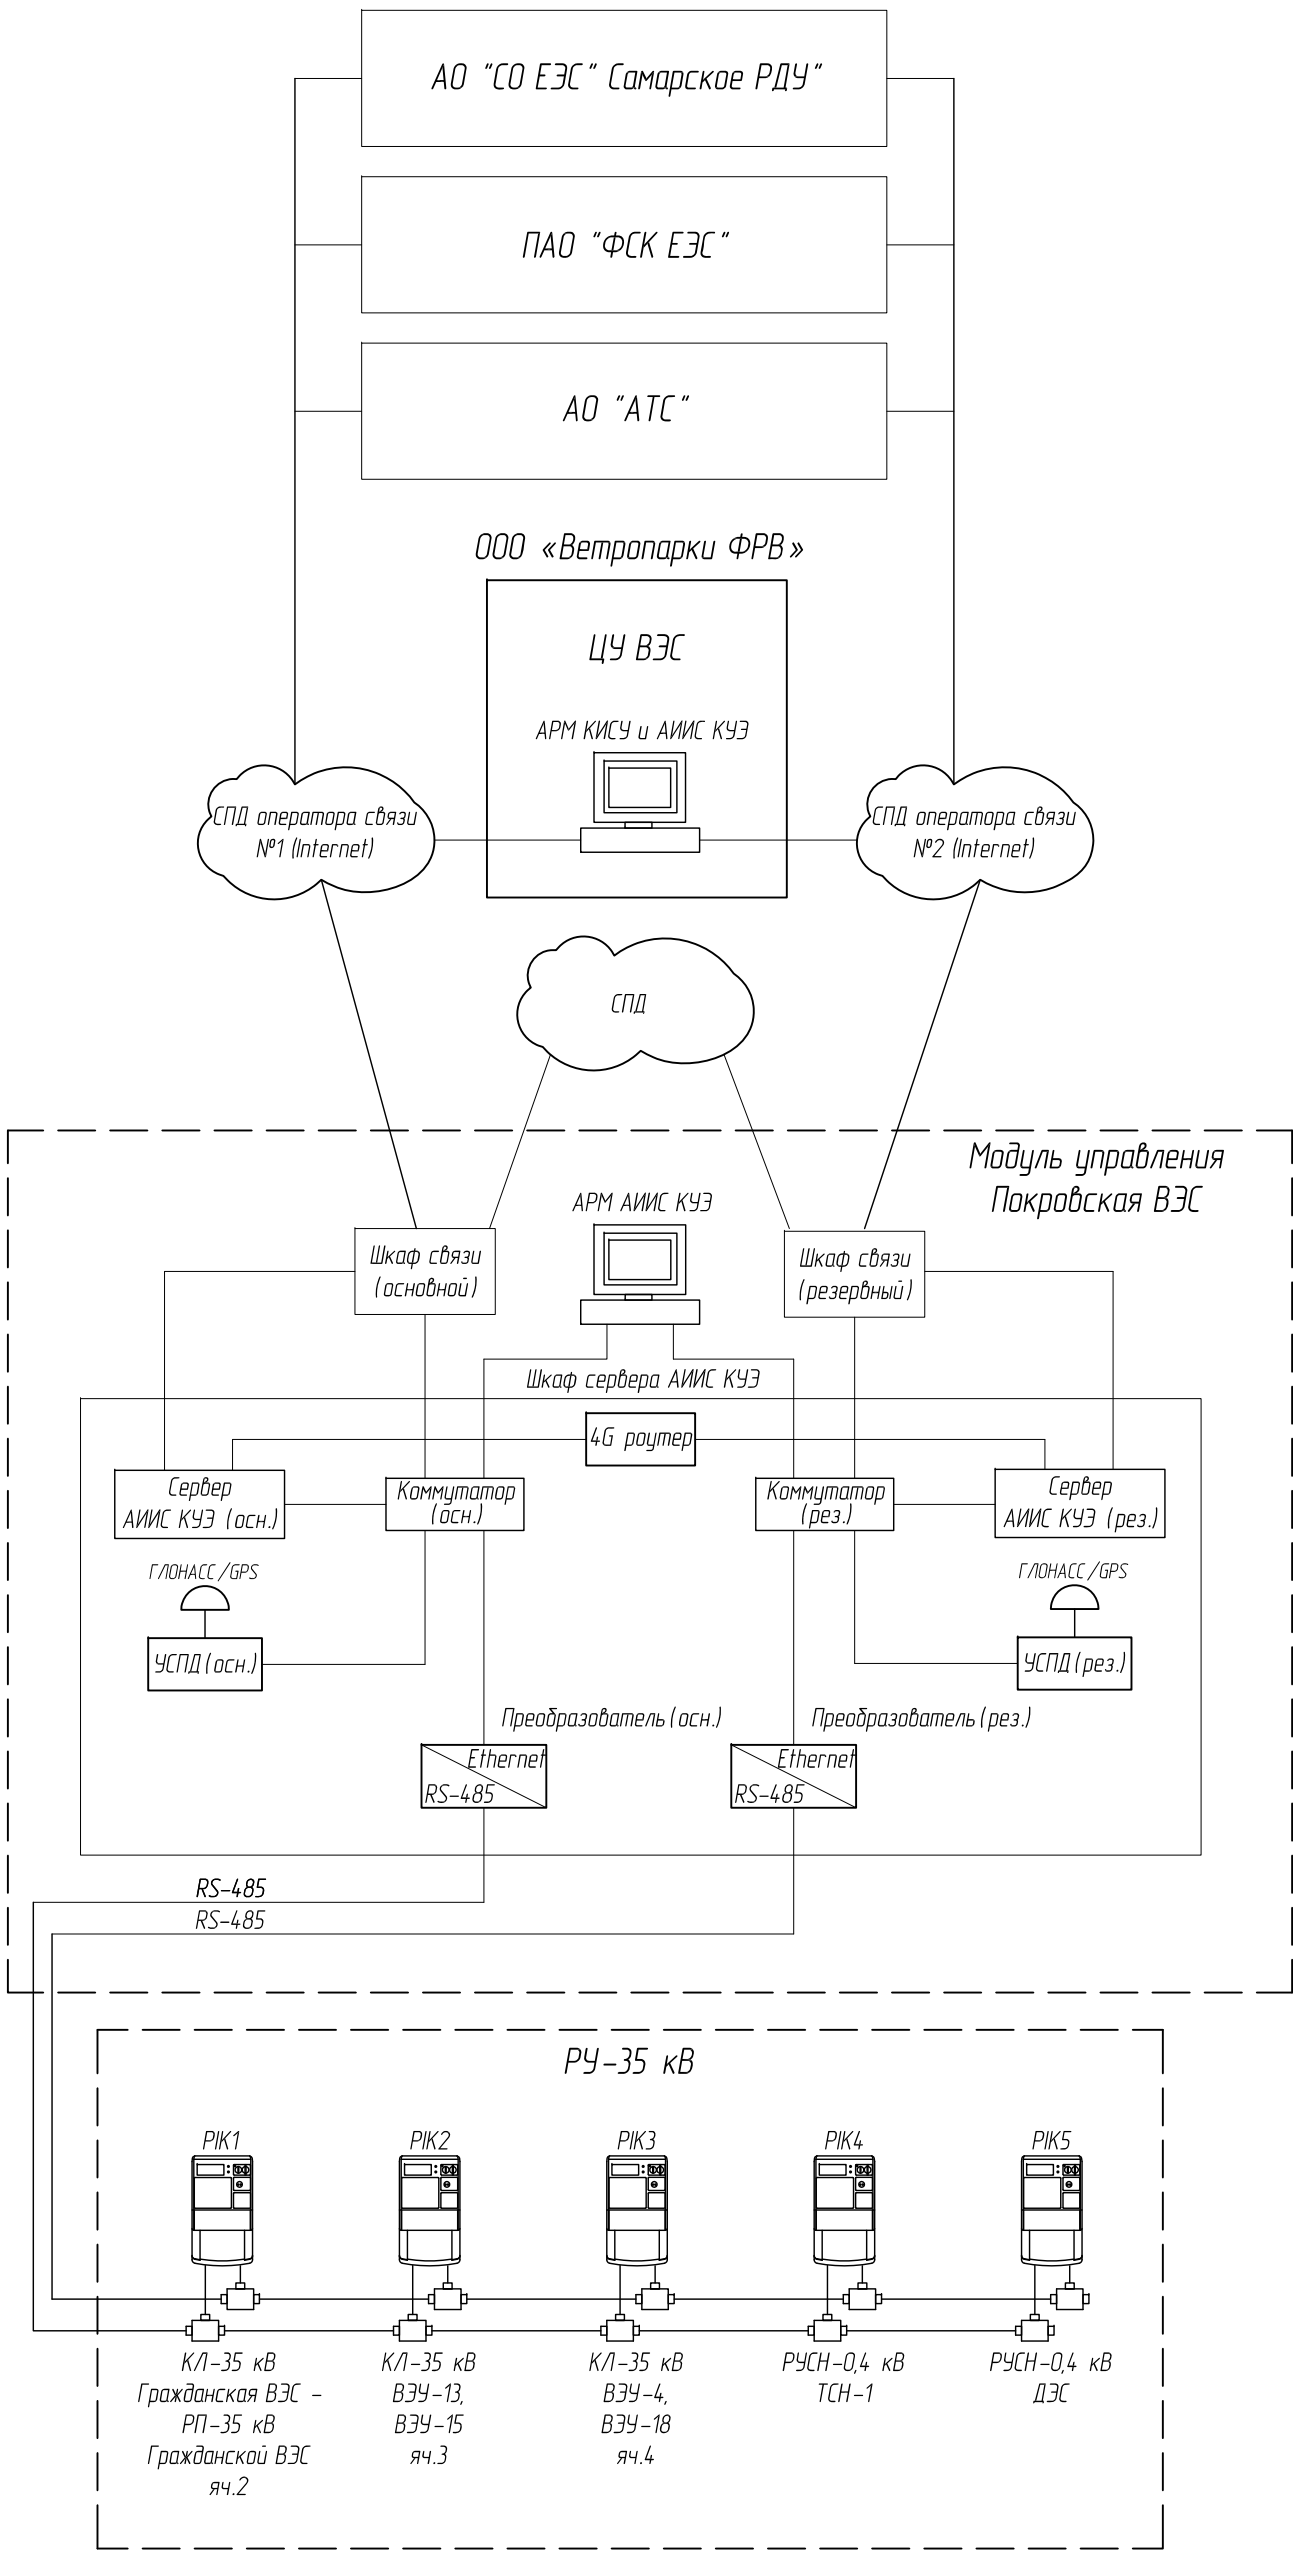 АО "СО ЕЭС" Самарское РДУ"
ПАО "ФСК ЕЭС"
АО "АТС"
ООО «Ветропарки ФРВ»
ЦУ ВЭС
АРМ КИСУ и АИИС КУЭ
СПД оператора связи
№1 (Internet)
СПД оператора связи
№2 (Internet)
СПД
Модуль управления
Покровская ВЭС
АРМ АИИС КУЭ
Шкаф связи
(основной)
Шкаф связи
(резервный)
Шкаф сервера АИИС КУЭ
4G роутер
Сервер
АИИС КУЭ (осн.)
Коммутатор
(осн.)
Коммутатор
(рез.)
Сервер
АИИС КУЭ (рез.)
ГЛОНАСС/GPS
ГЛОНАСС/GPS
УСПД(осн.)
УСПД(рез.)
Преобразователь(осн.)
Преобразователь(рез.)
Ethernet
RS-485
Ethernet
RS-485
RS-485
RS-485
РУ-35 кВ
PIK1
PIK2
PIK3
PIK4
PIK5
КЛ-35 кВ
Гражданская ВЭС -
РП-35 кВ
Гражданской ВЭС
яч.2
КЛ-35 кВ
ВЭУ-13,
ВЭУ-15
яч.3
КЛ-35 кВ
ВЭУ-4,
ВЭУ-18
яч.4
РУСН-0,4 кВ
ТСН-1
РУСН-0,4 кВ
ДЭС